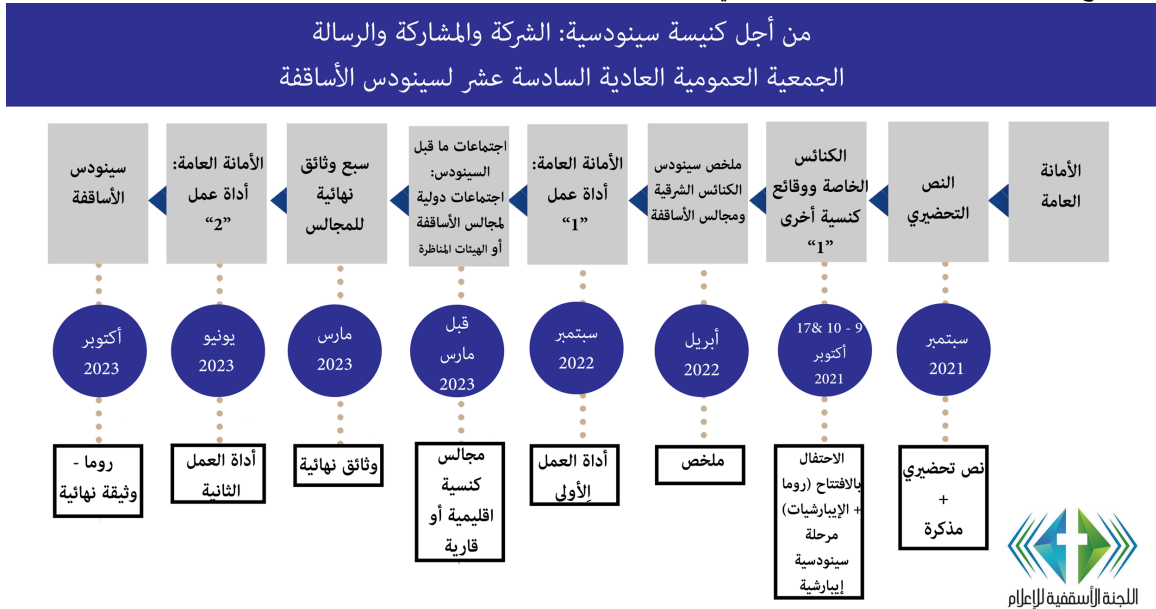 من أجل كنيسة سينودسية: الشركة والمشاركة والرسالة
الجمعية العمومية العادية السادسة عشر لسينودس الأساقفة
الأمانة
العامة
النص
التحضيري
الكنائس
الخاصة ووقائع
كنسية أخرى
“1”
ملخص سينودس
الكنائس الشرقية
ومجالس الأساقفة
الأمانة العامة:
أداة عمل
“1”
اجتماعات ما قبل
السينودس:
اجتماعات دولية
لمجالس الأساقفة
أو الهيئات المناظرة
سبع وثائق
نهائية
للمجالس
الأمانة العامة:
أداة عمل
“2”
سينودس
الأساقفة
سبتمبر
2021
9 - 10 &17
أكتوبر
2021
أبريل
2022
سبتمبر
2022
قبل
مارس
2023
مارس
2023
يونيو
2023
أكتوبر
2023
نص تحضيري
+
مذكرة
الاحتفال
بالافتتاح (روما
+ الإيبارشيات)
مرحلة
سينودسية
إيبارشية
ملخص
أداة العمل
الأولى
مجالس
كنسية
اقليمية أو
قارية
وثائق نهائية
أداة العمل
الثانية
روما -
وثيقة نهائية
اللجنة الأسقفية للإعلام